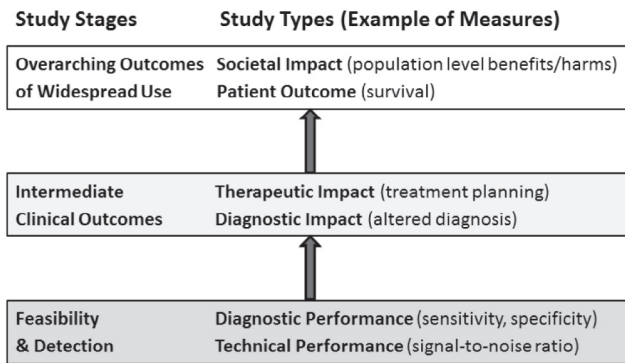 Study Stages Study Types (Example of Measures)
Overarching Outcomes Societal Impact (population level benefits/harms)
of Widespread Use Patient Outcome (survival)
Intermediate Therapeutic Impact (treatment planning)
Clinical Outcomes Diagnostic Impact (altered diagnosis)
Feasibility Diagnostic Performance (sensitivity, specificity)
& Detection Technical Performance (signal-to-noise ratio)